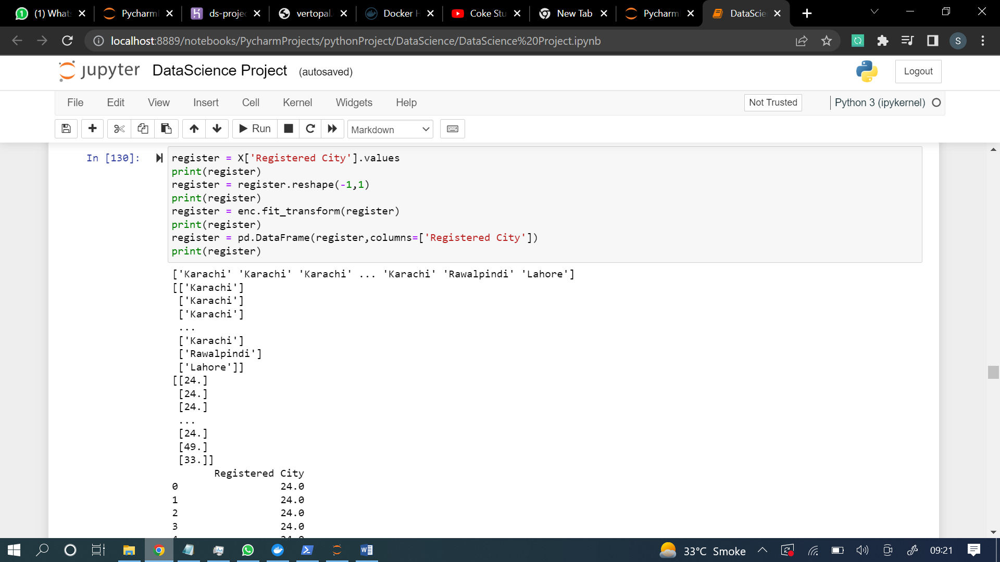 (1) Whats
Pycharm
ds-projec
vertopal.
Docker H
Coke Stu
New Tab
Pycharm
DataScie
localhost:8889/notebooks/PycharmProjects/pythonProject/DataScience/DataScience%20Project.ipynb
S
jupyter DataScience Project (autosaved)
Logout
File Edit View Insert Cell Kernel Widgets Help
Not Trusted
Python 3 (ipykernel)
Run
Markdown
In [130]:
register = X['Registered City'].values
print(register)
register = register.reshape(-1,1)
print(register)
register = enc.fit_transform(register)
print(register)
register = pd.DataFrame(register,columns=['Registered City'])
print(register)
['Karachi' 'Karachi' 'Karachi' ... 'Karachi' 'Rawalpindi' 'Lahore']
[['Karachi']
['Karachi']
['Karachi']
...
['Karachi']
['Rawalpindi']
['Lahore']]
[[24.]
[24.]
[24.]
...
[24.]
[49.]
[33.]]
Registered City
0 24.0
1 24.0
2 24.0
3 24.0
33°C Smoke
09:21